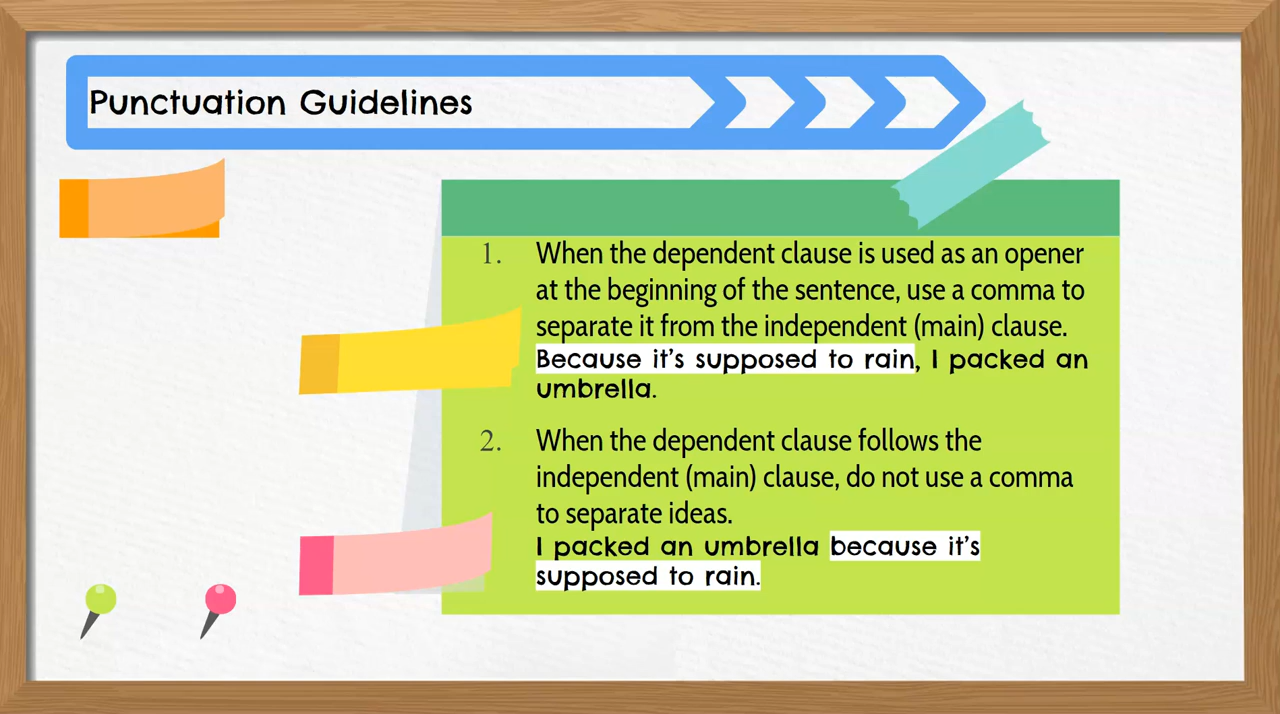 Punctuation Guidelines
1. When the dependent clause is used as an opener
at the beginning of the sentence, use a comma to
separate it from the independent (main) clause.
Because it's supposed to rain, I packed an
umbrella.
2. When the dependent clause follows the
independent (main) clause, do not use a comma
to separate ideas.
I packed an umbrella because it's
supposed to rain.